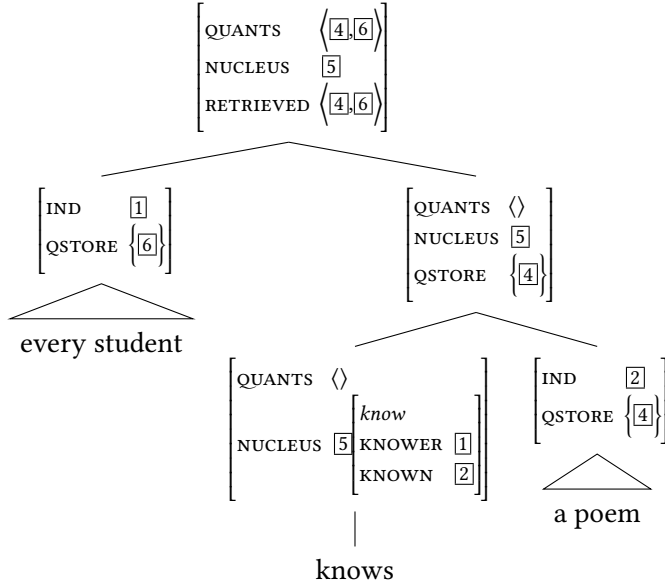 QUANTS ⟨4,6⟩
NUCLEUS 5
RETRIEVED ⟨4,6⟩
IND 1
QSTORE {6}
every student
QUANTS ⟨⟩
NUCLEUS 5
QSTORE {4}
QUANTS ⟨⟩
NUCLEUS 5
know
KNOWER 1
KNOWN 2
knows
IND 2
QSTORE {4}
a poem